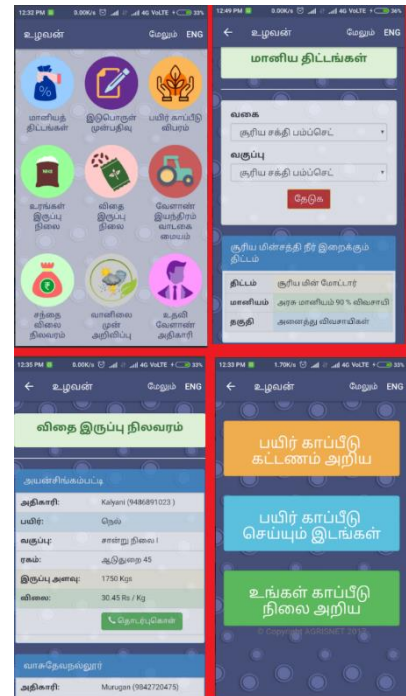 12:32 PM 0.00K/s 4G VoLTE 33%
உழவன் மேலும் ENG
மானியத் திட்டங்கள்
இடுபொருள் முன்பதிவு
பயிர் காப்பீடு விபரம்
உரங்கள் இருப்பு நிலை
விதை இருப்பு நிலை
வேளாண் இயந்திரம் வாடகை மையம்
சந்தை விலை நிலவரம்
வானிலை முன் அறிவிப்பு
உதவி வேளாண் அதிகாரி
12:49 PM 0.00K/s 4G VoLTE 36%
உழவன் மேலும் ENG
மானிய திட்டங்கள்
வகை
சூரிய சக்தி பம்ப்செட்
வகுப்பு
சூரிய சக்தி பம்ப்செட்
தேடுக
சூரிய மின்சத்தி நீர் இறைக்கும்
திட்டம்
திட்டம் சூரிய மின் மோட்டார்
மானியம் அரசு மானியம் 90 % விவசாயி
தகுதி அனைத்து விவசாயிகள்
12:35 PM 0.00K/s 4G VoLTE 33%
உழவன் மேலும் ENG
விதை இருப்பு நிலவரம்
அயன்சிங்கம்பட்டி
அதிகாரி: Kalyani (9486891023 )
பயிர்: நெல்
வகுப்பு: சான்று நிலை I
ரகம்: ஆடுதுறை 45
இருப்பு அளவு: 1750 Kgs
விலை: 30.45 Rs / Kg
தொடர்புகொள்
வாசுதேவநல்லூர்
அதிகாரி: Murugan (9842720475)
12:33 PM 1.70K/s 4G VoLTE 33%
உழவன் மேலும் ENG
பயிர் காப்பீடு
கட்டணம் அறிய
பயிர் காப்பீடு
செய்யும் இடங்கள்
உங்கள் காப்பீடு
நிலை அறிய
© Copyright AGRISNET 2017